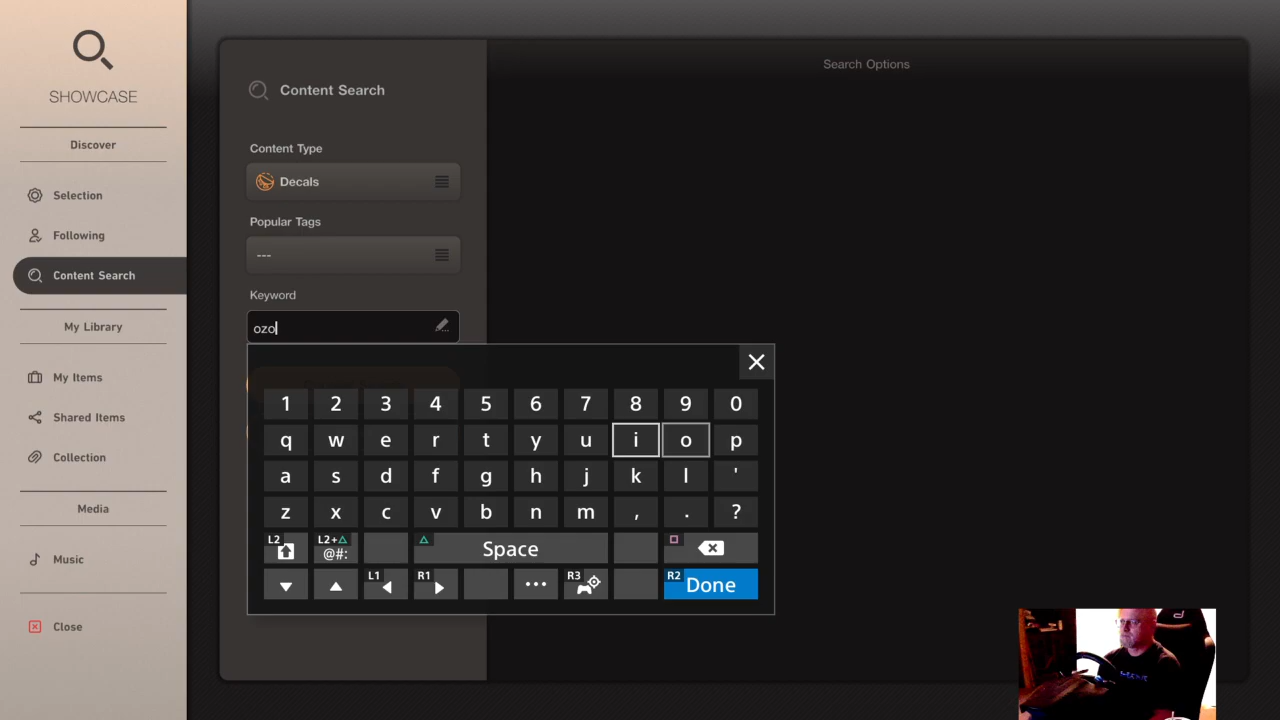 SHOWCASE
Discover
Selection
Following
Content Search
My Library
My Items
Shared Items
Collection
Media
Music
Close
Content Search
Content Type
Decals
Popular Tags
---
Keyword
ozo
Search Options
1 2 3 4 5 6 7 8 9 0
q w e r t y u i o p
a s d f g h j k l '
z x c v b n m , . ?
L2 L2+△ @#: △ Space
L1 R1 ... R3 R2 Done